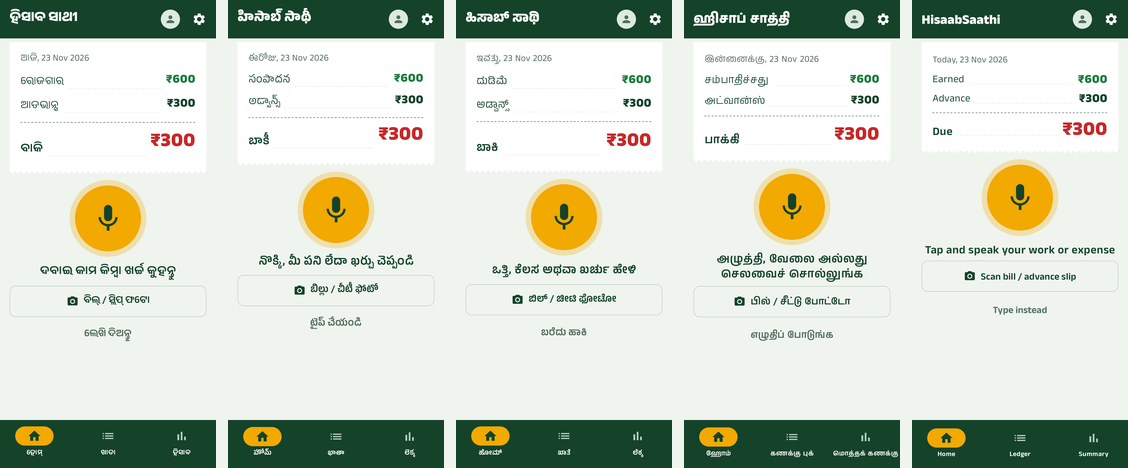 ହିସାବ ସାଥୀ
ଆଜି, 23 Nov 2026
ରୋଜଗାର ₹600
ଆଡଭାନ୍ସ ₹300
ବାକି ₹300
ଦବାଇ କାମ କିମ୍ବା ଖର୍ଚ୍ଚ କୁହନ୍ତୁ
ବିଲ୍ / ସ୍ଲିପ୍ ଫଟୋ
ଲେଖି ଦିଅନ୍ତୁ
ହୋମ୍ ଖାତା ହିସାବ
హిసాబ్ సాథీ
ఈరోజు, 23 Nov 2026
సంపాదన ₹600
అడ్వాన్స్ ₹300
బాకీ ₹300
నొక్కి, మీ పని లేదా ఖర్చు చెప్పండి
బిల్లు / చీటీ ఫోటో
టైప్ చేయండి
హోమ్ ఖాతా లెక్క
ಹಿಸಾಬ್ ಸಾಥಿ
ಇವತ್ತು, 23 Nov 2026
ದುಡಿಮೆ ₹600
ಅಡ್ವಾನ್ಸ್ ₹300
ಬಾಕಿ ₹300
ಒತ್ತಿ, ಕೆಲಸ ಅಥವಾ ಖರ್ಚು ಹೇಳಿ
ಬಿಲ್ / ಚೀಟಿ ಫೋಟೋ
ಬರೆದು ಹಾಕಿ
ಹೋಮ್ ಖಾತೆ ಲೆಕ್ಕ
ஹிசாப் சாத்தி
இன்னைக்கு, 23 Nov 2026
சம்பாதிச்சது ₹600
அட்வான்ஸ் ₹300
பாக்கி ₹300
அழுத்தி, வேலை அல்லது
செலவைச் சொல்லுங்க
பில் / சீட்டு போட்டோ
எழுதிப் போடுங்க
ஹோம் கணக்கு புக் மொத்தக் கணக்கு
HisaabSaathi
Today, 23 Nov 2026
Earned ₹600
Advance ₹300
Due ₹300
Tap and speak your work or expense
Scan bill / advance slip
Type instead
Home Ledger Summary